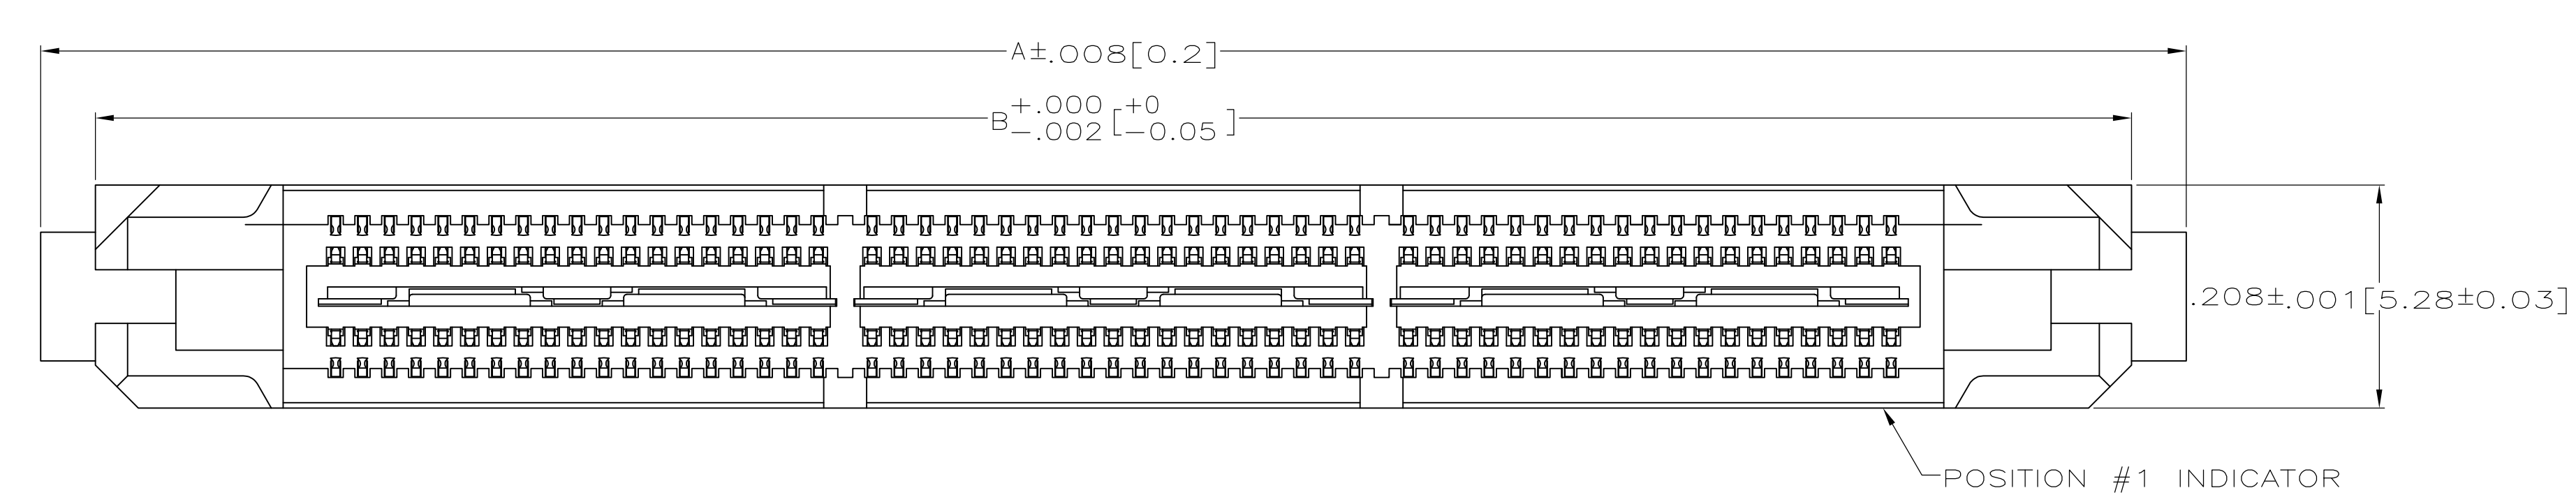 A±.008[0.2]
B +.000 [+0
-.002 -0.05]
.208±.001[5.28±0.03]
POSITION #1 INDICATOR